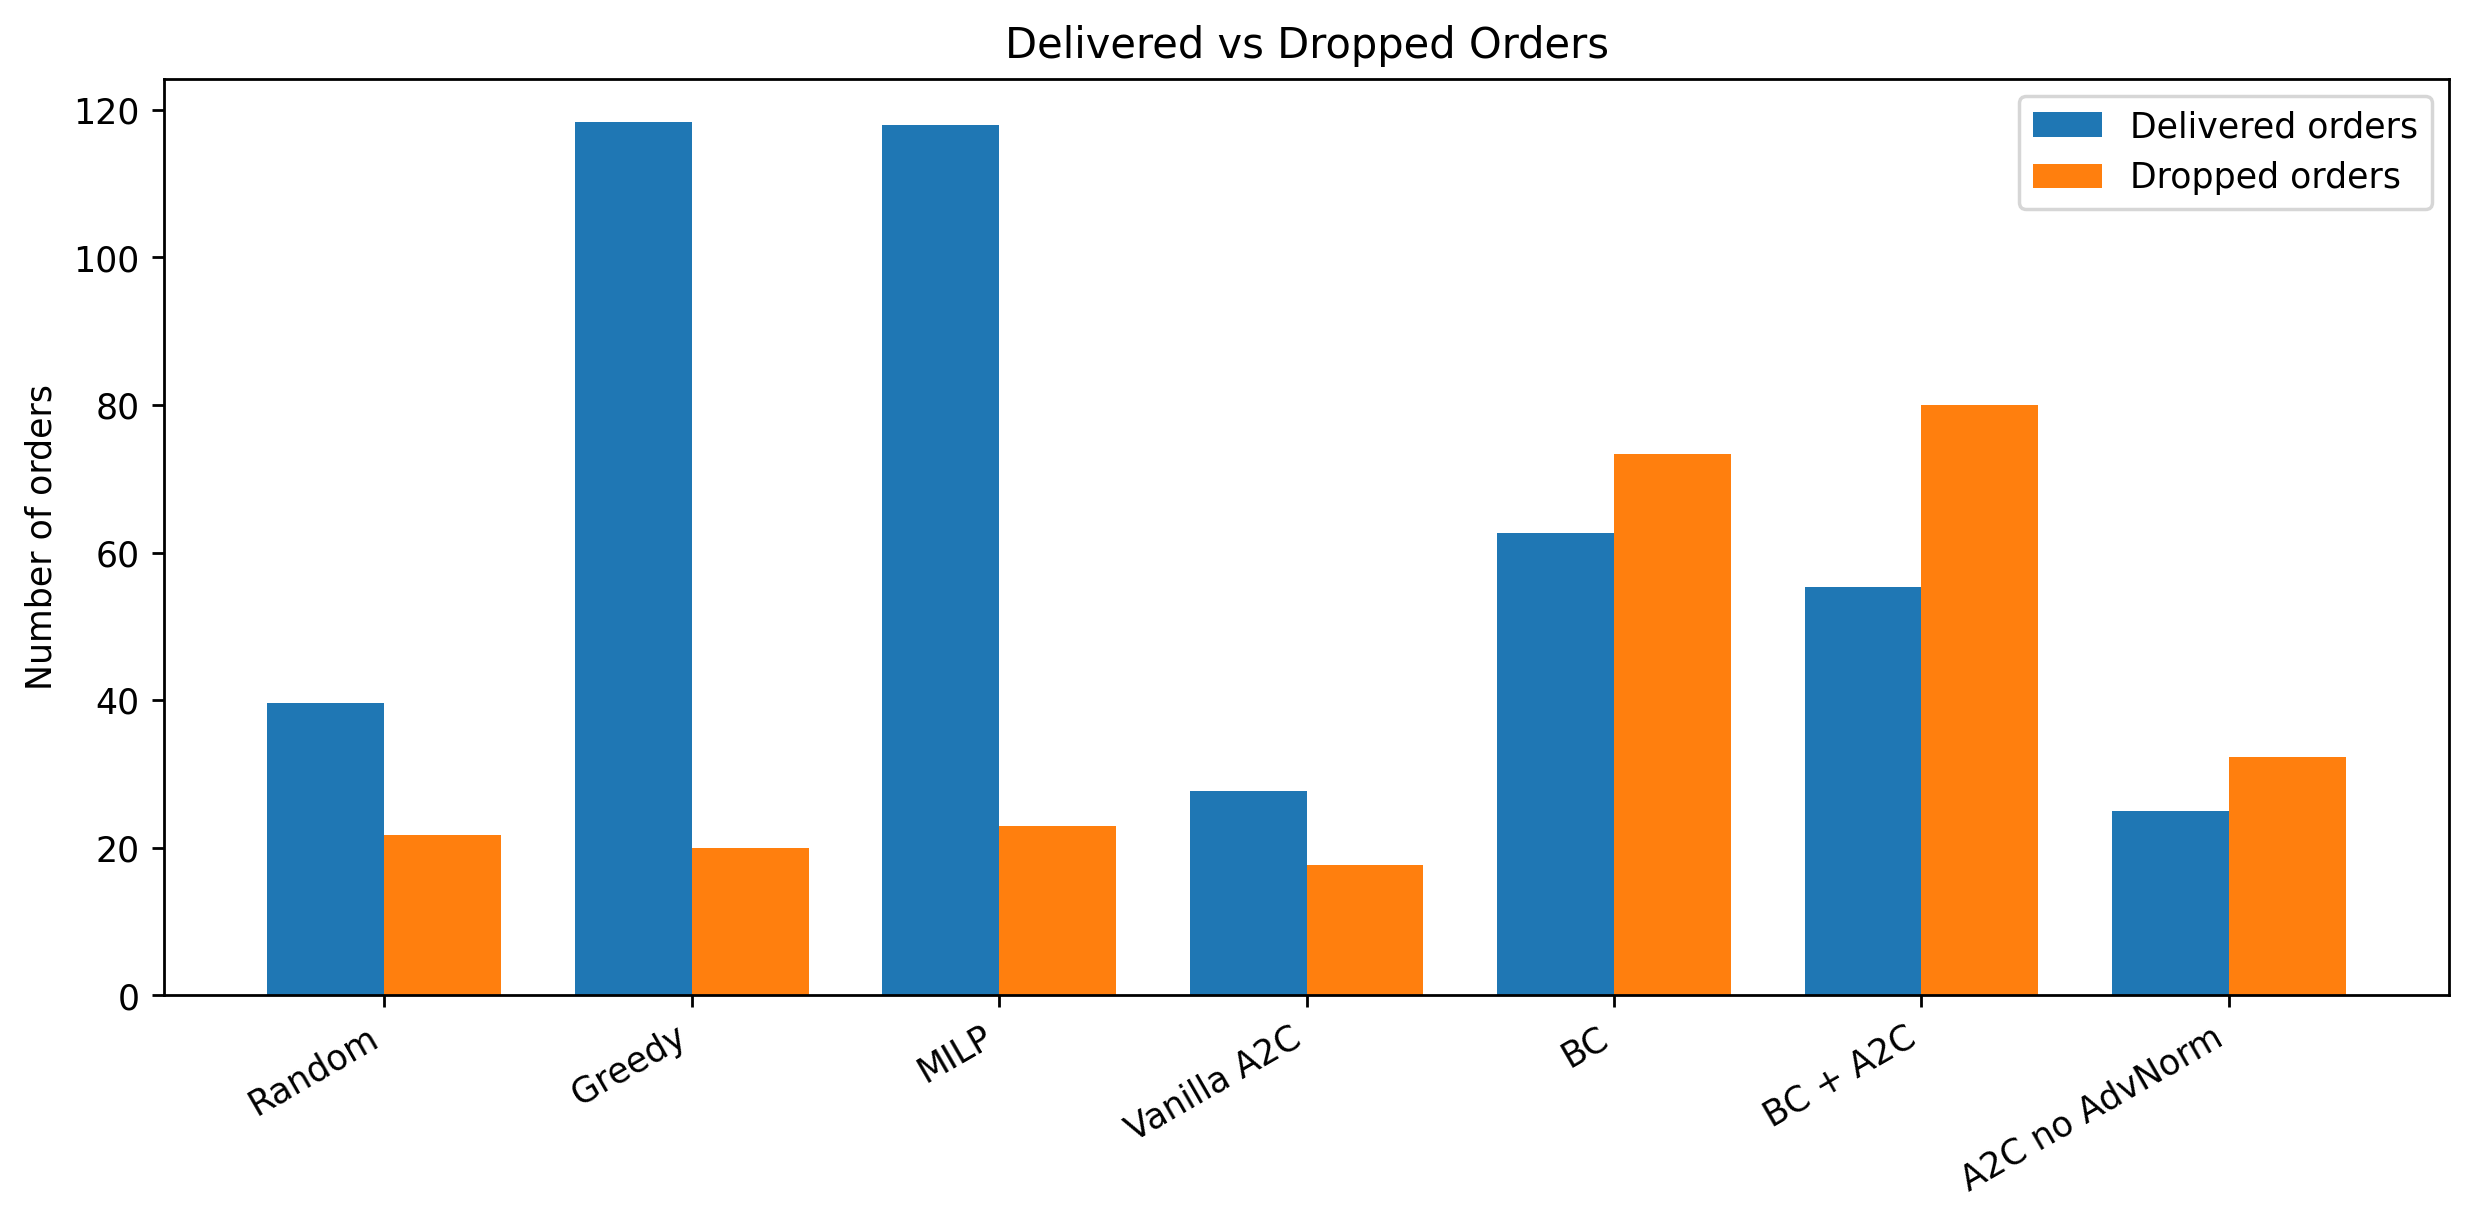 Delivered vs Dropped Orders
Number of orders
120
100
80
60
40
20
0
Delivered orders
Dropped orders
Random
Greedy
MILP
Vanilla A2C
BC
BC + A2C
A2C no AdvNorm